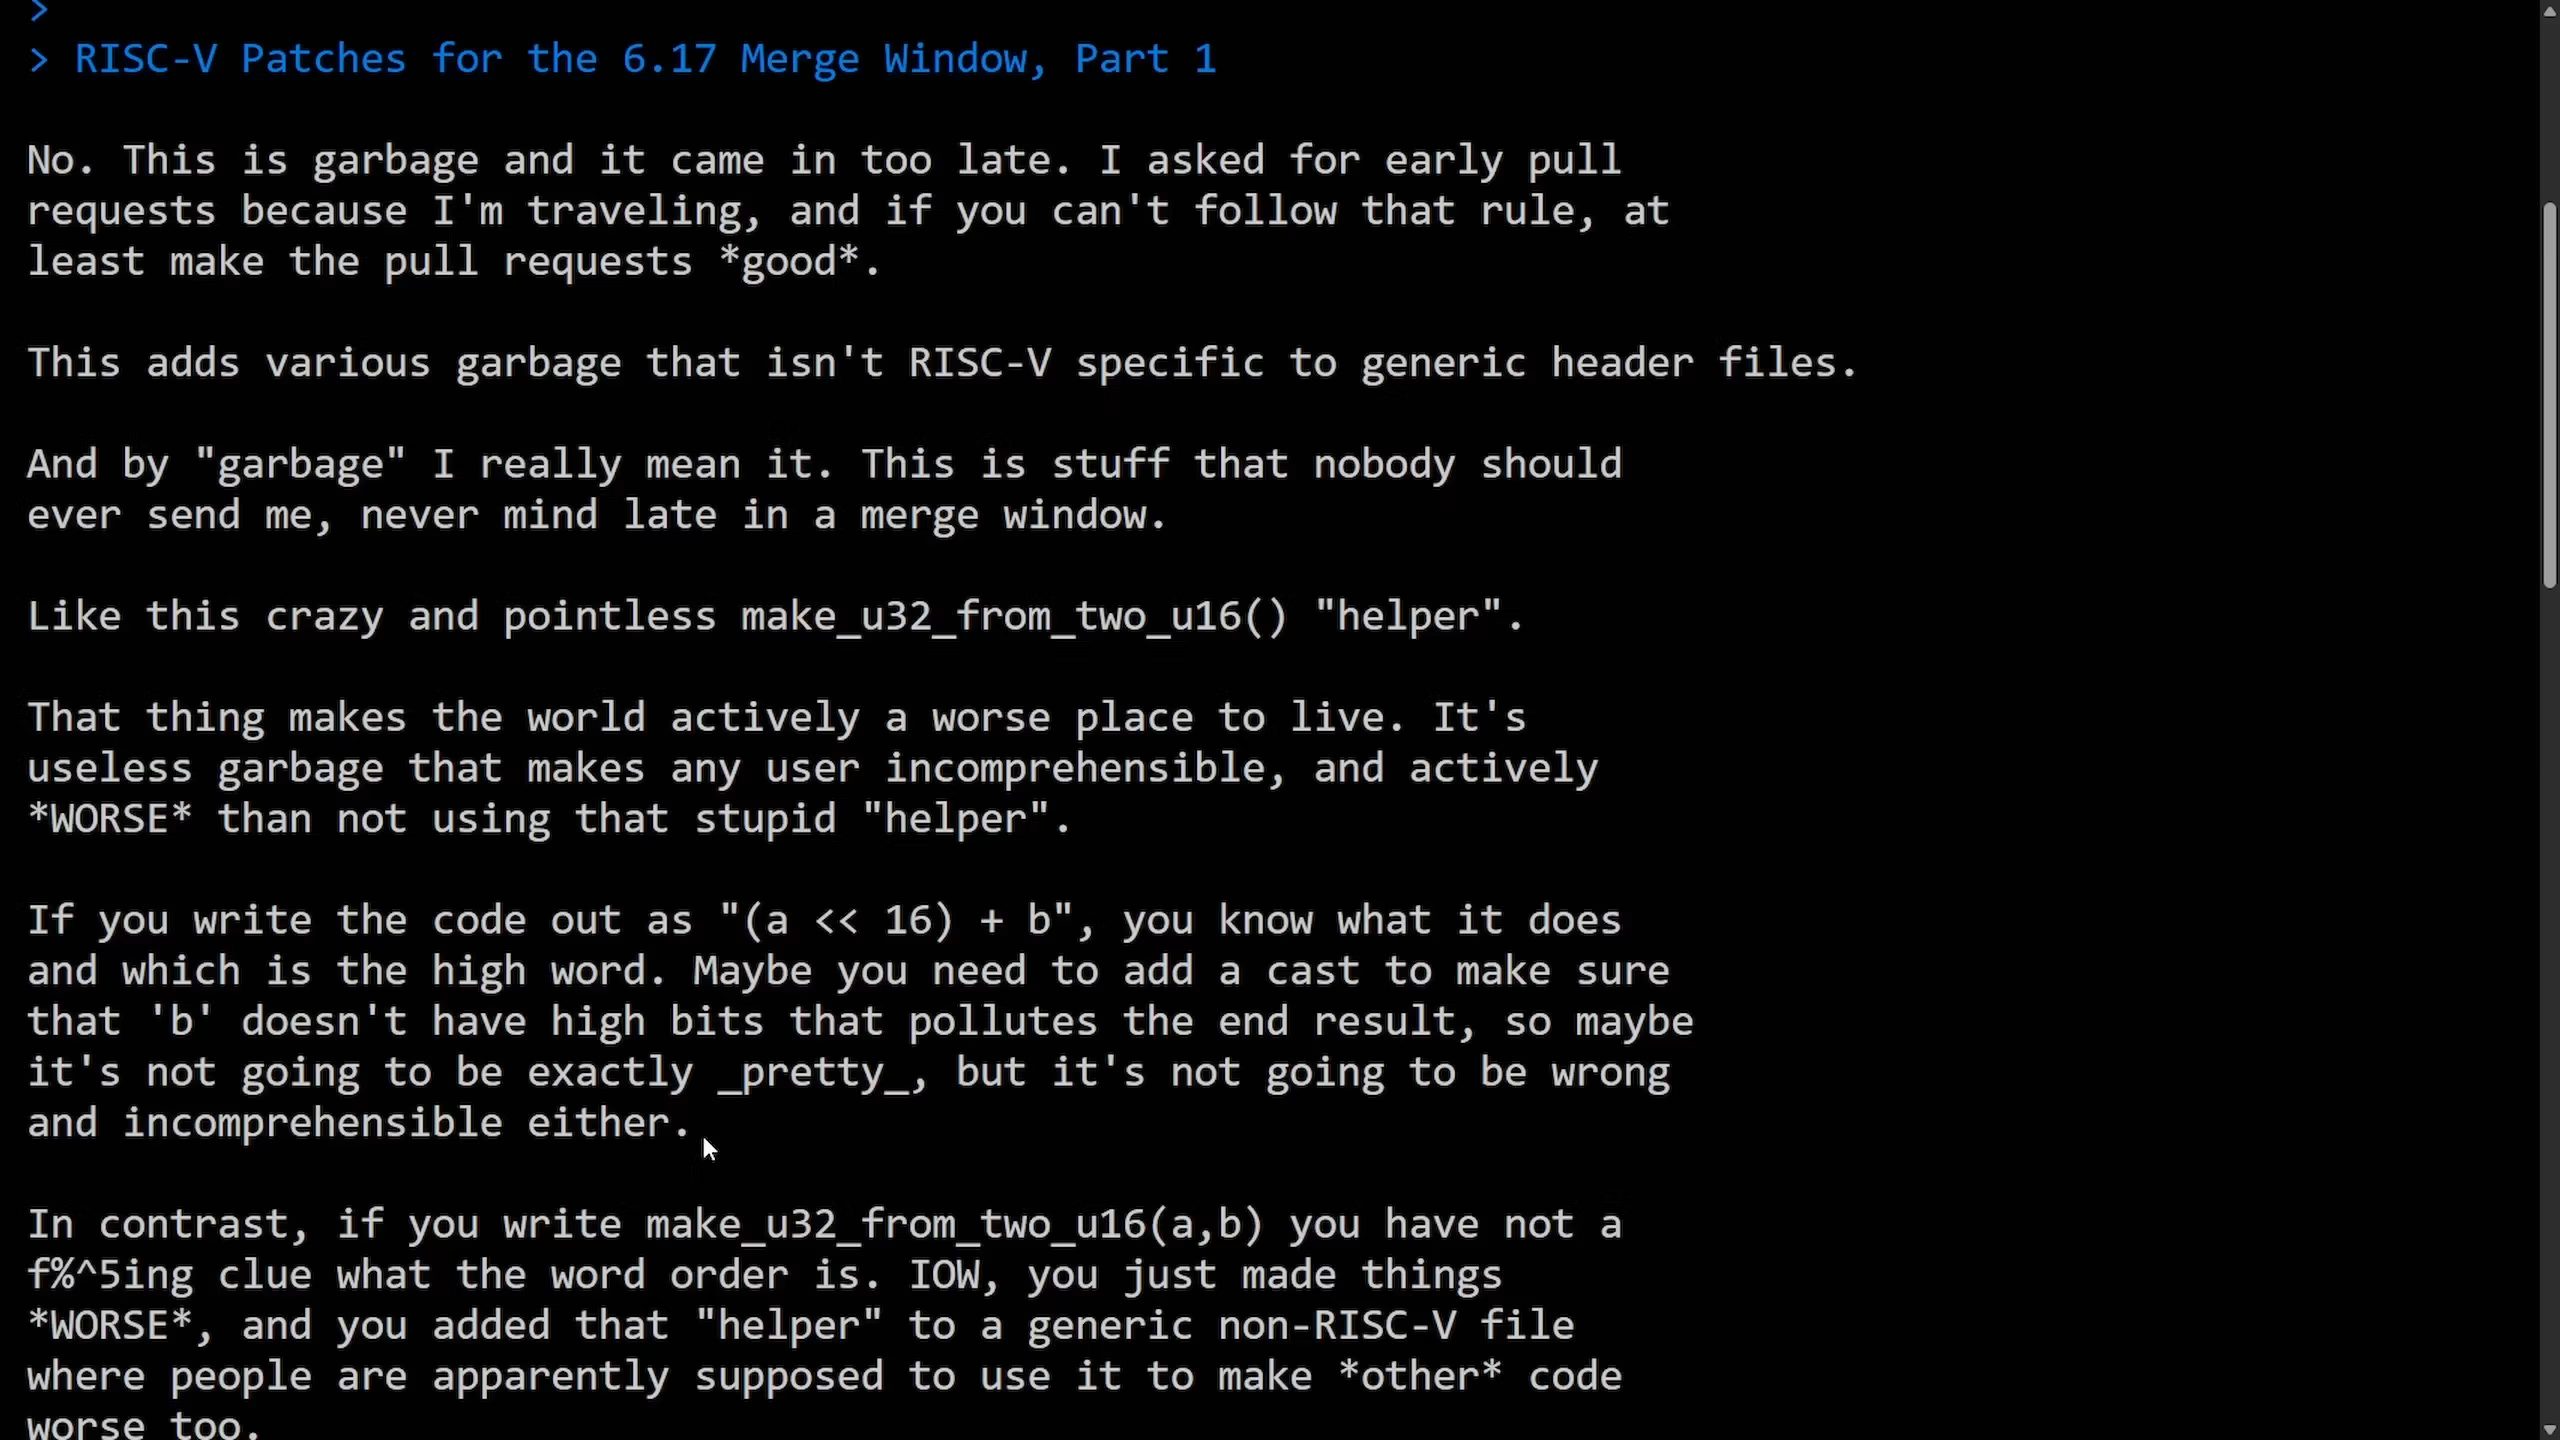 >
> RISC-V Patches for the 6.17 Merge Window, Part 1
No. This is garbage and it came in too late. I asked for early pull
requests because I'm traveling, and if you can't follow that rule, at
least make the pull requests *good*.
This adds various garbage that isn't RISC-V specific to generic header files.
And by "garbage" I really mean it. This is stuff that nobody should
ever send me, never mind late in a merge window.
Like this crazy and pointless make_u32_from_two_u16() "helper".
That thing makes the world actively a worse place to live. It's
useless garbage that makes any user incomprehensible, and actively
*WORSE* than not using that stupid "helper".
If you write the code out as "(a << 16) + b", you know what it does
and which is the high word. Maybe you need to add a cast to make sure
that 'b' doesn't have high bits that pollutes the end result, so maybe
it's not going to be exactly _pretty_, but it's not going to be wrong
and incomprehensible either.
In contrast, if you write make_u32_from_two_u16(a,b) you have not a
f%^5ing clue what the word order is. IOW, you just made things
*WORSE*, and you added that "helper" to a generic non-RISC-V file
where people are apparently supposed to use it to make *other* code
worse too.